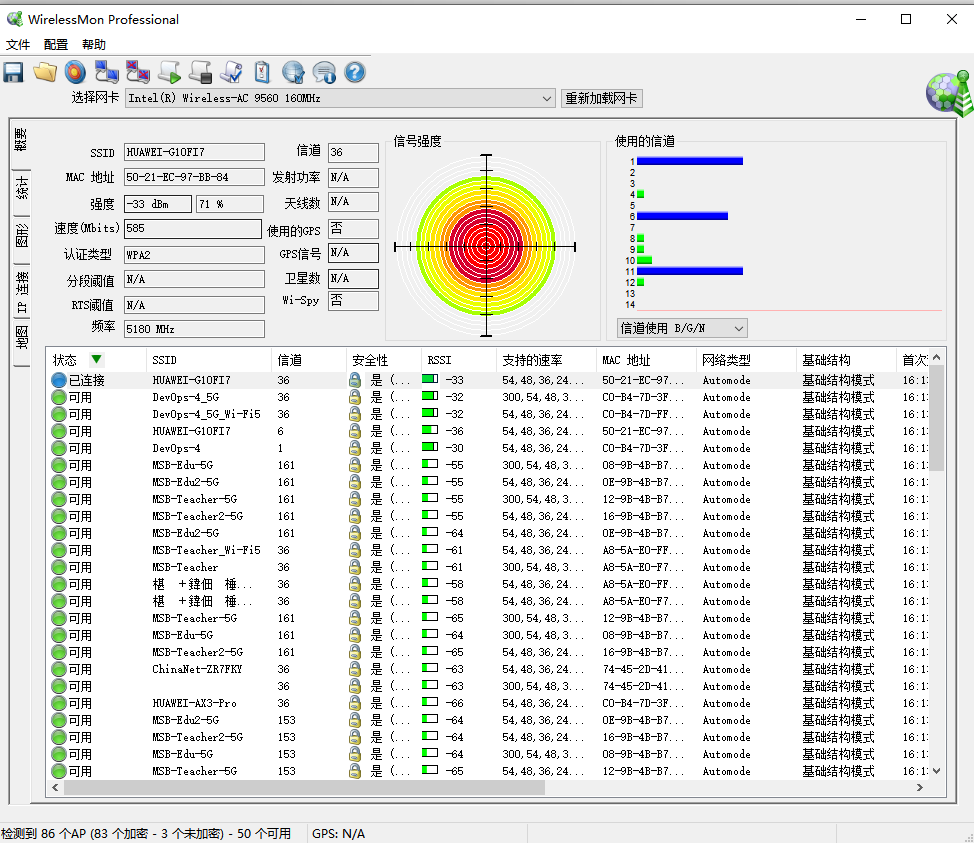 WirelessMon Professional
文件 配置 帮助
选择网卡 Intel(R) Wireless-AC 9560 160MHz 重新加载网卡
概要
统计
图形
IP 连接
地图
SSID HUAWEI-G10FI7 信道 36
MAC 地址 50-21-EC-97-BB-84 发射功率 N/A
强度 -33 dBm 71 % 天线数 N/A
速度(Mbits) 585 使用的GPS 否
认证类型 WPA2 GPS信号 N/A
分段阈值 N/A 卫星数 N/A
RTS阈值 N/A Wi-Spy 否
频率 5180 MHz
信号强度
使用的信道
1
2
3
4
5
6
7
8
9
10
11
12
13
14
信道使用 B/G/N
状态 SSID 信道 安全性 RSSI 支持的速率 MAC 地址 网络类型 基础结构 首次
已连接 HUAWEI-G10FI7 36 是 (... -33 54,48,36,24... 50-21-EC-97... Automode 基础结构模式 16:1
可用 DevOps-4_5G 36 是 (... -32 300,54,48,3... C0-B4-7D-3F... Automode 基础结构模式 16:1
可用 DevOps-4_5G_Wi-Fi5 36 是 (... -32 54,48,36,24... C0-B4-7D-FF... Automode 基础结构模式 16:1
可用 HUAWEI-G10FI7 6 是 (... -36 54,48,36,24... 50-21-EC-97... Automode 基础结构模式 16:1
可用 DevOps-4 1 是 (... -30 54,48,36,24... C0-B4-7D-3F... Automode 基础结构模式 16:1
可用 MSB-Edu-5G 161 是 (... -55 300,54,48,3... 08-9B-4B-B7... Automode 基础结构模式 16:1
可用 MSB-Edu2-5G 161 是 (... -55 54,48,36,24... 0E-9B-4B-B7... Automode 基础结构模式 16:1
可用 MSB-Teacher-5G 161 是 (... -55 300,54,48,3... 12-9B-4B-B7... Automode 基础结构模式 16:1
可用 MSB-Teacher2-5G 161 是 (... -55 54,48,36,24... 16-9B-4B-B7... Automode 基础结构模式 16:1
可用 MSB-Edu2-5G 161 是 (... -64 54,48,36,24... 0E-9B-4B-B7... Automode 基础结构模式 16:1
可用 MSB-Teacher_Wi-Fi5 36 是 (... -61 54,48,36,24... A8-5A-E0-FF... Automode 基础结构模式 16:1
可用 MSB-Teacher 36 是 (... -61 300,54,48,3... A8-5A-E0-F7... Automode 基础结构模式 16:1
可用 椹 +鍏佃 棰... 36 是 (... -58 54,48,36,24... A8-5A-E0-FF... Automode 基础结构模式 16:1
可用 椹 +鍏佃 棰... 36 是 (... -58 54,48,36,24... A8-5A-E0-F7... Automode 基础结构模式 16:1
可用 MSB-Teacher-5G 161 是 (... -65 300,54,48,3... 12-9B-4B-B7... Automode 基础结构模式 16:1
可用 MSB-Edu-5G 161 是 (... -64 300,54,48,3... 08-9B-4B-B7... Automode 基础结构模式 16:1
可用 MSB-Teacher2-5G 161 是 (... -65 54,48,36,24... 16-9B-4B-B7... Automode 基础结构模式 16:1
可用 ChinaNet-ZR7FKY 36 是 (... -63 54,48,36,24... 74-45-2D-41... Automode 基础结构模式 16:1
可用 36 是 (... -63 300,54,48,3... 74-45-2D-41... Automode 基础结构模式 16:1
可用 HUAWEI-AX3-Pro 36 是 (... -66 54,48,36,24... C0-B4-7D-3F... Automode 基础结构模式 16:1
可用 MSB-Edu2-5G 153 是 (... -64 54,48,36,24... 0E-9B-4B-B7... Automode 基础结构模式 16:1
可用 MSB-Teacher2-5G 153 是 (... -64 54,48,36,24... 16-9B-4B-B7... Automode 基础结构模式 16:1
可用 MSB-Edu-5G 153 是 (... -64 300,54,48,3... 08-9B-4B-B7... Automode 基础结构模式 16:1
可用 MSB-Teacher-5G 153 是 (... -65 54,48,36,24... 12-9B-4B-B7... Automode 基础结构模式 16:1
检测到 86 个AP (83 个加密 - 3 个未加密) - 50 个可用 GPS: N/A